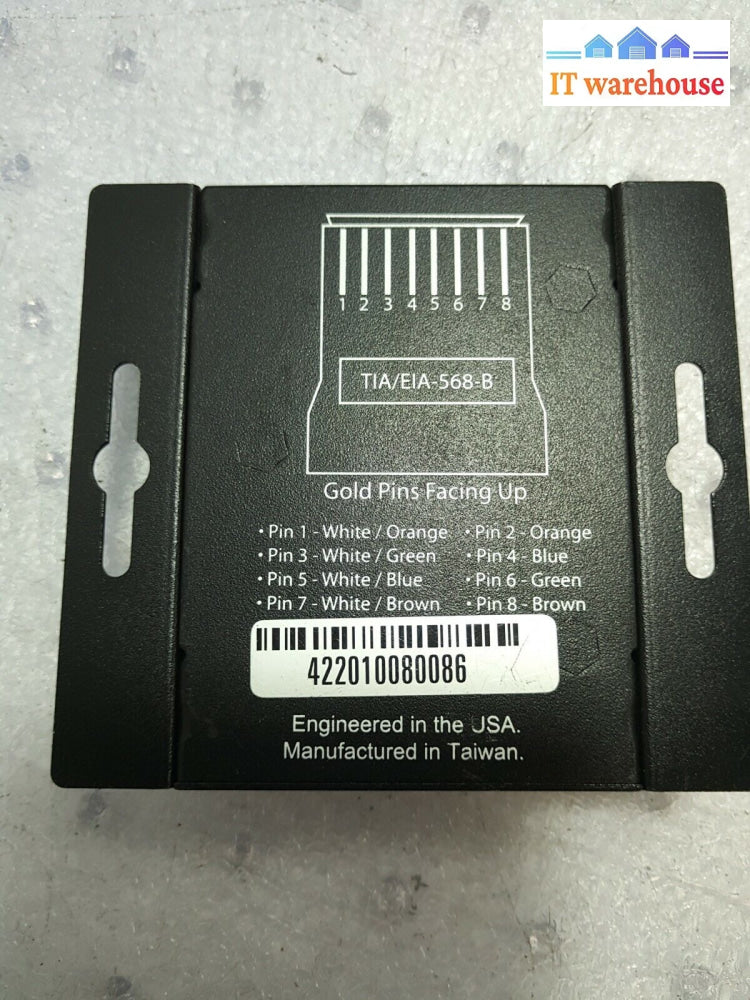 IT warehouse
1 2 3 4 5 6 7 8
TIA/EIA-568-B
Gold Pins Facing Up
• Pin 1 - White / Orange • Pin 2 - Orange
• Pin 3 - White / Green • Pin 4 - Blue
• Pin 5 - White / Blue • Pin 6 - Green
• Pin 7 - White / Brown • Pin 8 - Brown
422010080086
Engineered in the USA.
Manufactured in Taiwan.